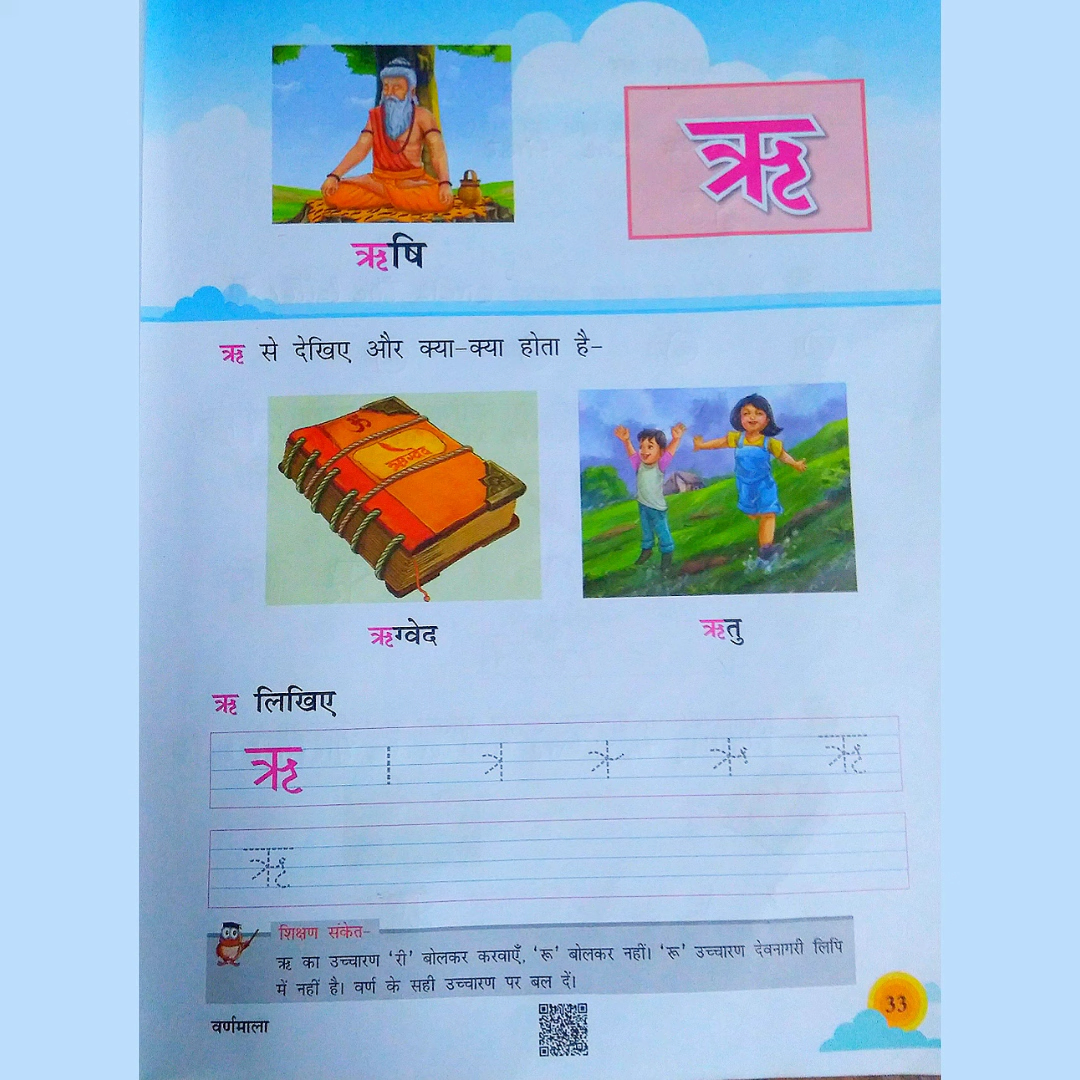 ऋ
ऋषि
ऋ से देखिए और क्या-क्या होता है-
ॐ
ऋग्वेद
ऋग्वेद
ऋतु
ऋ लिखिए
ऋ
ऋ
शिक्षण संकेत-
ऋ का उच्चारण ‘री’ बोलकर करवाएँ, ‘रू’ बोलकर नहीं। ‘रू’ उच्चारण देवनागरी लिपि
में नहीं है। वर्ण के सही उच्चारण पर बल दें।
वर्णमाला
33